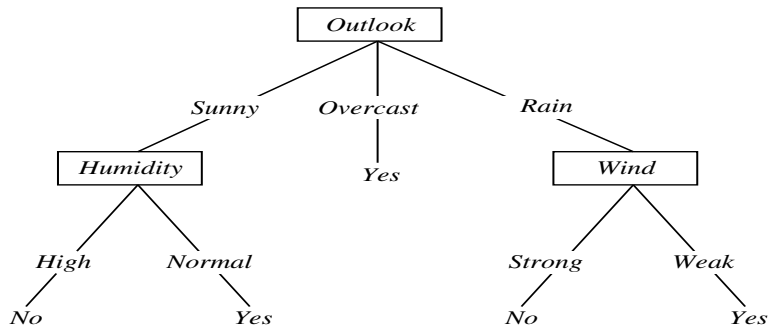 Outlook
Sunny Overcast Rain
Humidity Yes Wind
High Normal Strong Weak
No Yes No Yes